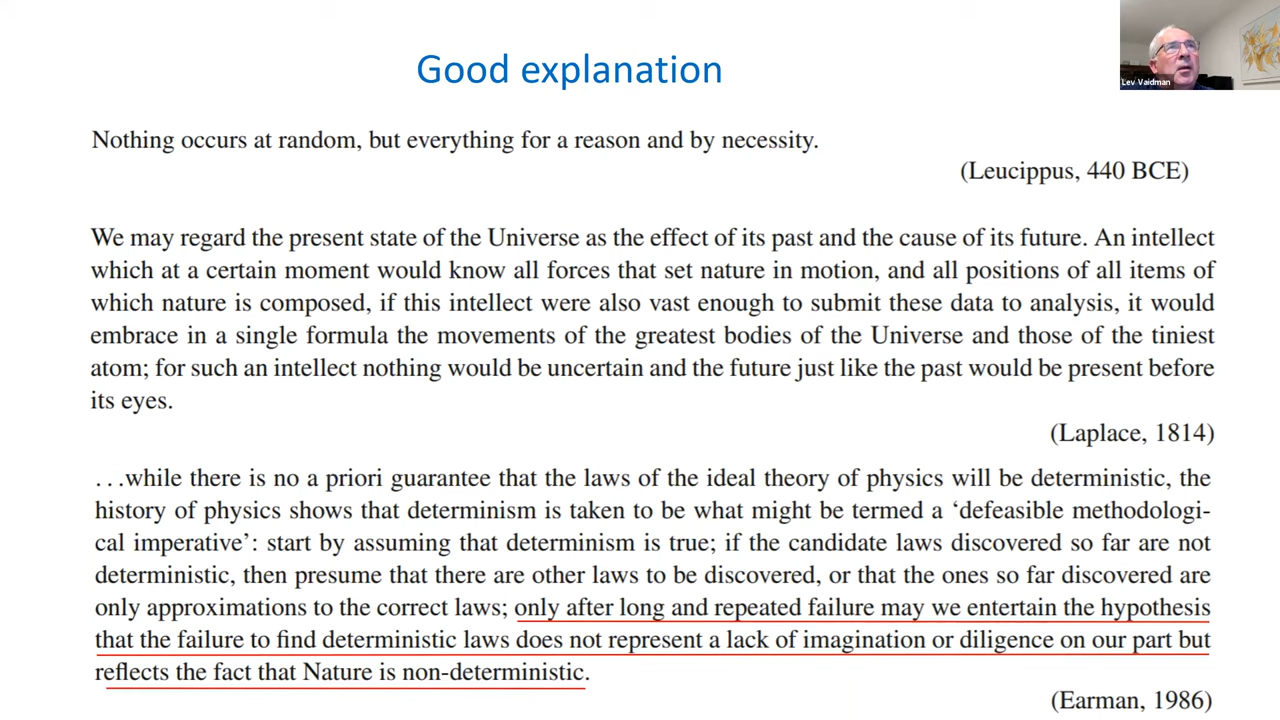 Good explanation
Lev Vaidman
Nothing occurs at random, but everything for a reason and by necessity.
(Leucippus, 440 BCE)
We may regard the present state of the Universe as the effect of its past and the cause of its future. An intellect
which at a certain moment would know all forces that set nature in motion, and all positions of all items of
which nature is composed, if this intellect were also vast enough to submit these data to analysis, it would
embrace in a single formula the movements of the greatest bodies of the Universe and those of the tiniest
atom; for such an intellect nothing would be uncertain and the future just like the past would be present before
its eyes.
(Laplace, 1814)
...while there is no a priori guarantee that the laws of the ideal theory of physics will be deterministic, the
history of physics shows that determinism is taken to be what might be termed a ‘defeasible methodologi-
cal imperative’: start by assuming that determinism is true; if the candidate laws discovered so far are not
deterministic, then presume that there are other laws to be discovered, or that the ones so far discovered are
only approximations to the correct laws; only after long and repeated failure may we entertain the hypothesis
that the failure to find deterministic laws does not represent a lack of imagination or diligence on our part but
reflects the fact that Nature is non-deterministic.
(Earman, 1986)